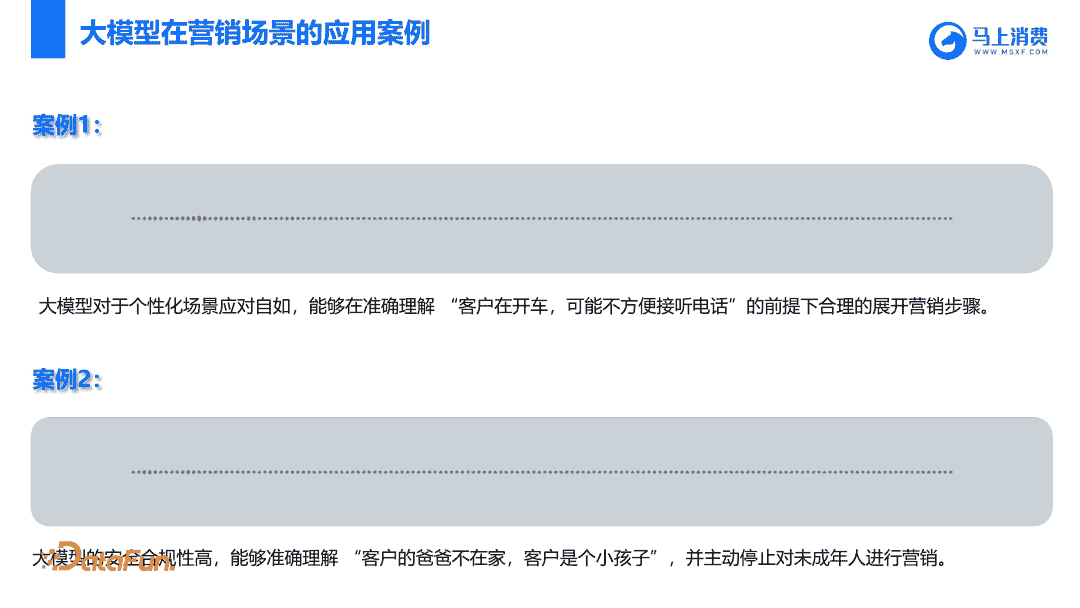 大模型在营销场景的应用案例
马上消费
WWW.MSXF.COM
案例1：
大模型对于个性化场景应对自如，能够在准确理解 “客户在开车，可能不方便接听电话”的前提下合理的展开营销步骤。
案例2：
大模型的安全合规性高，能够准确理解 “客户的爸爸不在家，客户是个小孩子”，并主动停止对未成年人进行营销。
DataFun.